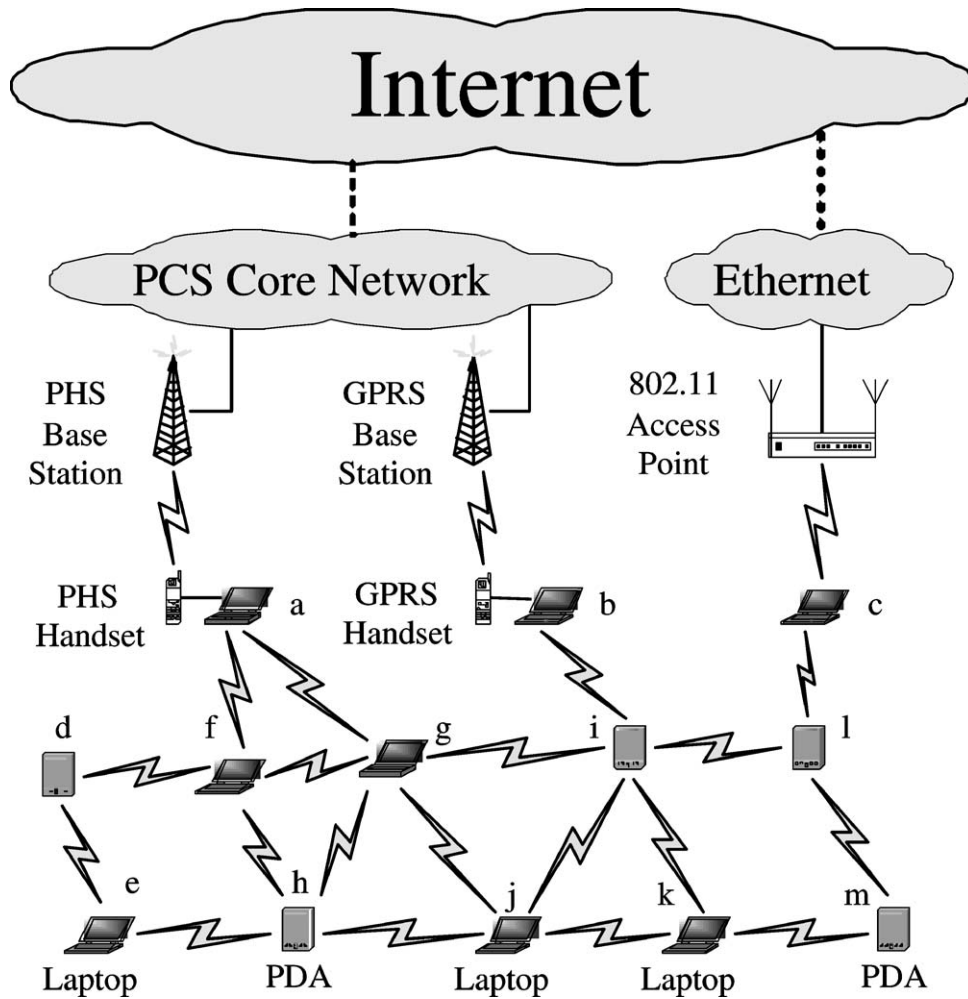 Internet
PCS Core Network
Ethernet
PHS
Base
Station
GPRS
Base
Station
802.11
Access
Point
PHS
Handset
a
GPRS
Handset
b
c
d
f
g
i
l
e
h
j
k
m
Laptop
PDA
Laptop
Laptop
PDA